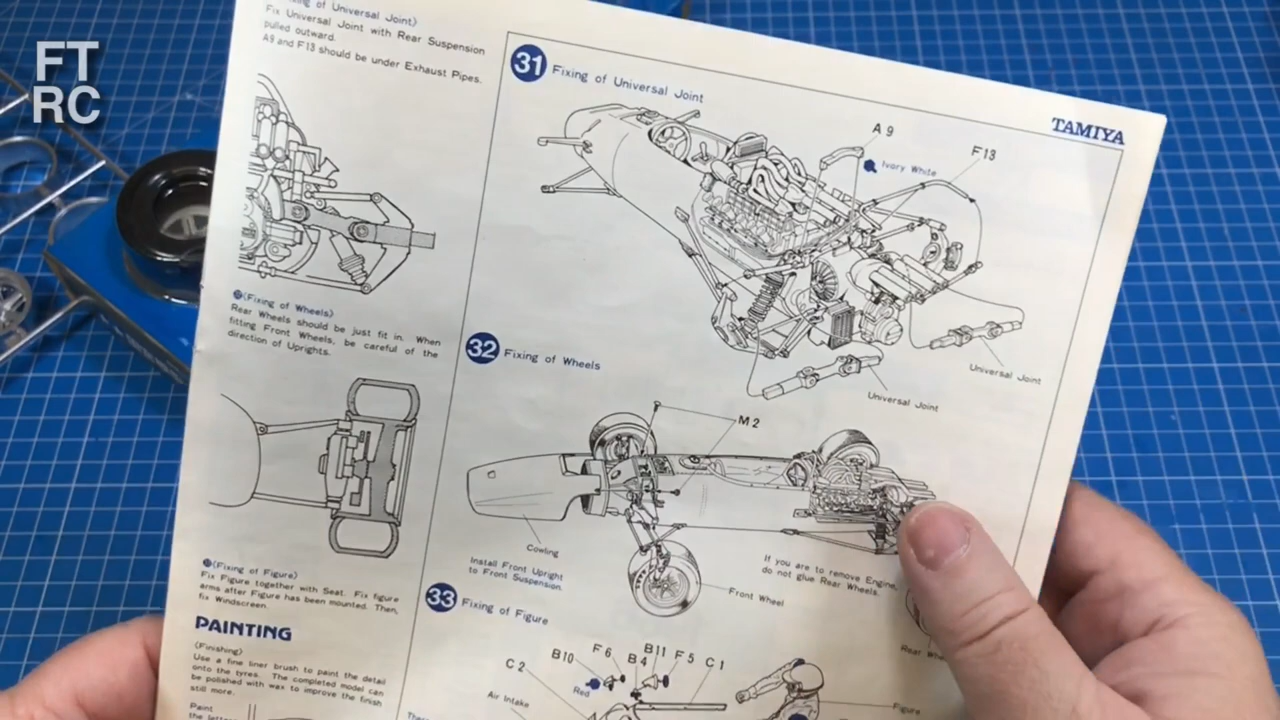 FT
RC
ing of Universal Joint)
Fix Universal Joint with Rear Suspension
pulled outward.
A9 and F13 should be under Exhaust Pipes.
(Fixing of Wheels)
Rear Wheels should be just fit in. When
fitting Front Wheels, be careful of the
direction of Uprights.
(Fixing of Figure)
Fix Figure together with Seat. Fix figure
arms after Figure has been mounted. Then,
fix Windscreen.
PAINTING
(Finishing)
Use a fine liner brush to paint the detail
onto the tyres. The completed model can
be polished with wax to improve the finish
still more.
Paint
the letters
TAMIYA
31 Fixing of Universal Joint
A9
Ivory White
F13
Universal Joint
Universal Joint
32 Fixing of Wheels
M2
Cowling
Install Front Upright
to Front Suspension.
Front Wheel
If you are to remove Engine,
do not glue Rear Wheels.
Rear Whe
33 Fixing of Figure
C2
B10
F6
B4
B11
F5
C1
Red
Air Intake
Figure